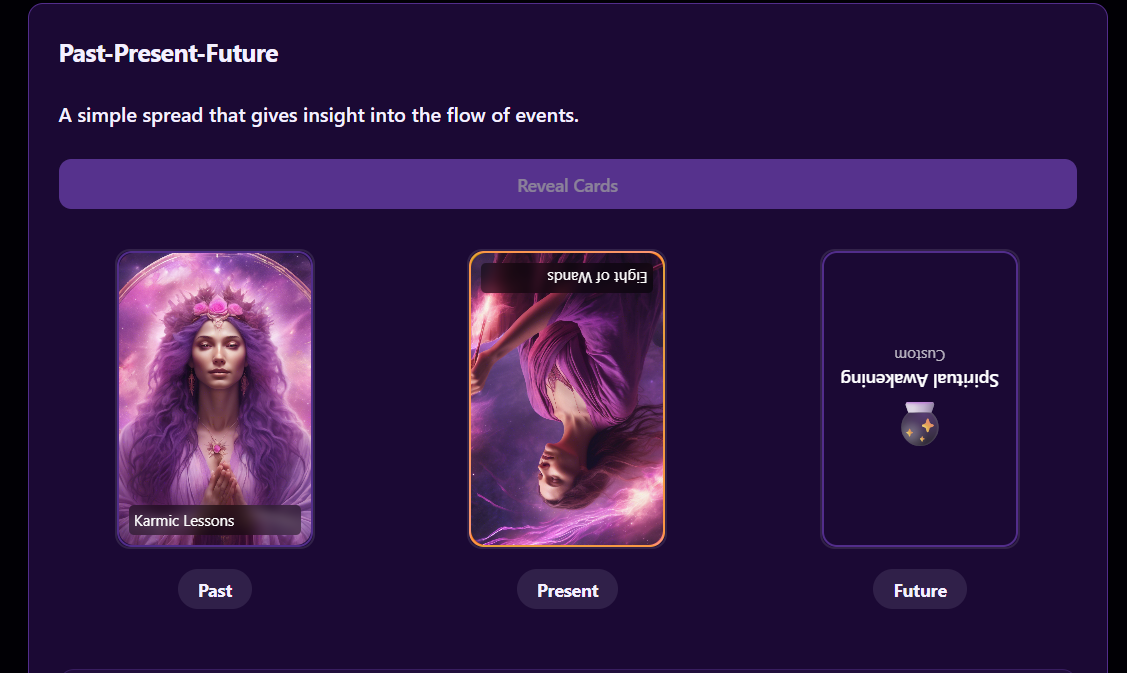 Past-Present-Future
A simple spread that gives insight into the flow of events.
Reveal Cards
Karmic Lessons
Eight of Wands
Spiritual Awakening
Custom
Past
Present
Future